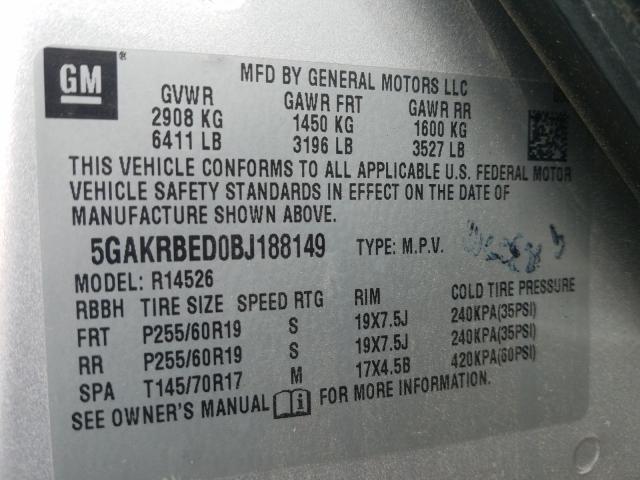 GM
MFD BY GENERAL MOTORS LLC
GVWR GAWR FRT GAWR RR
2908 KG 1450 KG 1600 KG
6411 LB 3196 LB 3527 LB
THIS VEHICLE CONFORMS TO ALL APPLICABLE U.S. FEDERAL MOTOR
VEHICLE SAFETY STANDARDS IN EFFECT ON THE DATE OF
MANUFACTURE SHOWN ABOVE.
5GAKRBED0BJ188149 TYPE: M.P.V.
MODEL: R14526
RBBH TIRE SIZE SPEED RTG RIM COLD TIRE PRESSURE
FRT P255/60R19 S 19X7.5J 240KPA(35PSI)
RR P255/60R19 S 19X7.5J 240KPA(35PSI)
SPA T145/70R17 M 17X4.5B 420KPA(60PSI)
SEE OWNER'S MANUAL FOR MORE INFORMATION.